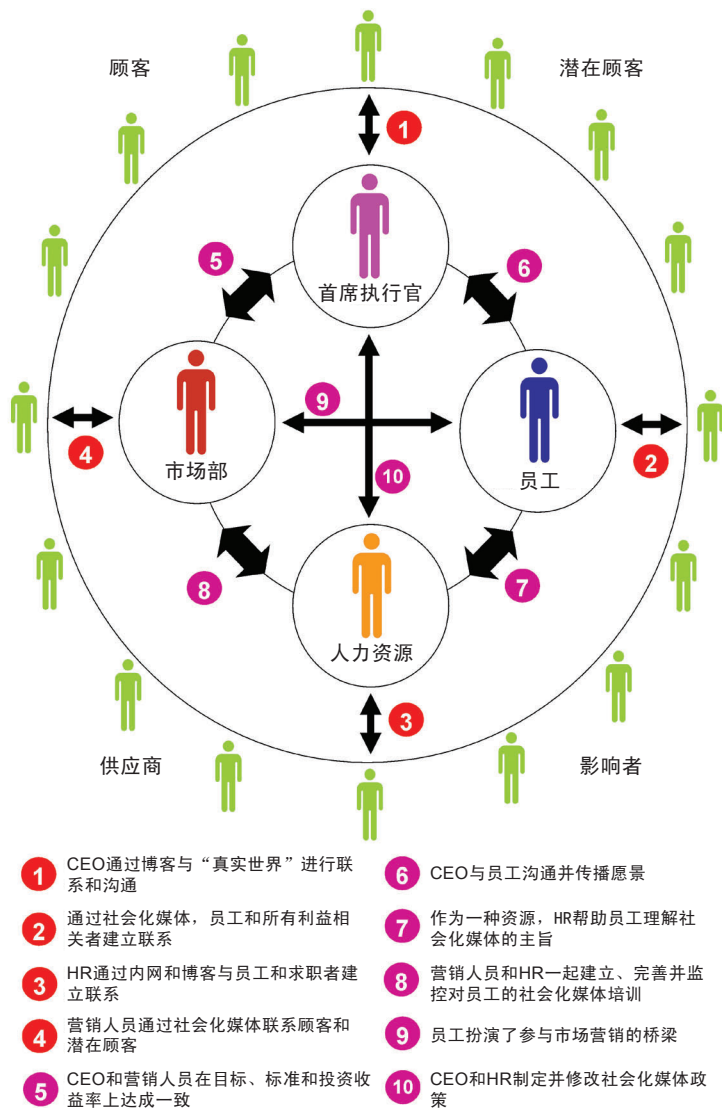 顾客
潜在顾客
1
首席执行官
5
6
市场部
9
员工
4
2
10
8
7
人力资源
3
供应商
影响者
1 CEO通过博客与“真实世界”进行联
系和沟通
2 通过社会化媒体，员工和所有利益相
关者建立联系
3 HR通过内网和博客与员工和求职者建
立联系
4 营销人员通过社会化媒体联系顾客和
潜在顾客
5 CEO和营销人员在目标、标准和投资收
益率上达成一致
6 CEO与员工沟通并传播愿景
7 作为一种资源，HR帮助员工理解社
会化媒体的主旨
8 营销人员和HR一起建立、完善并监
控对员工的社会化媒体培训
9 员工扮演了参与市场营销的桥梁
10 CEO和HR制定并修改社会化媒体政
策